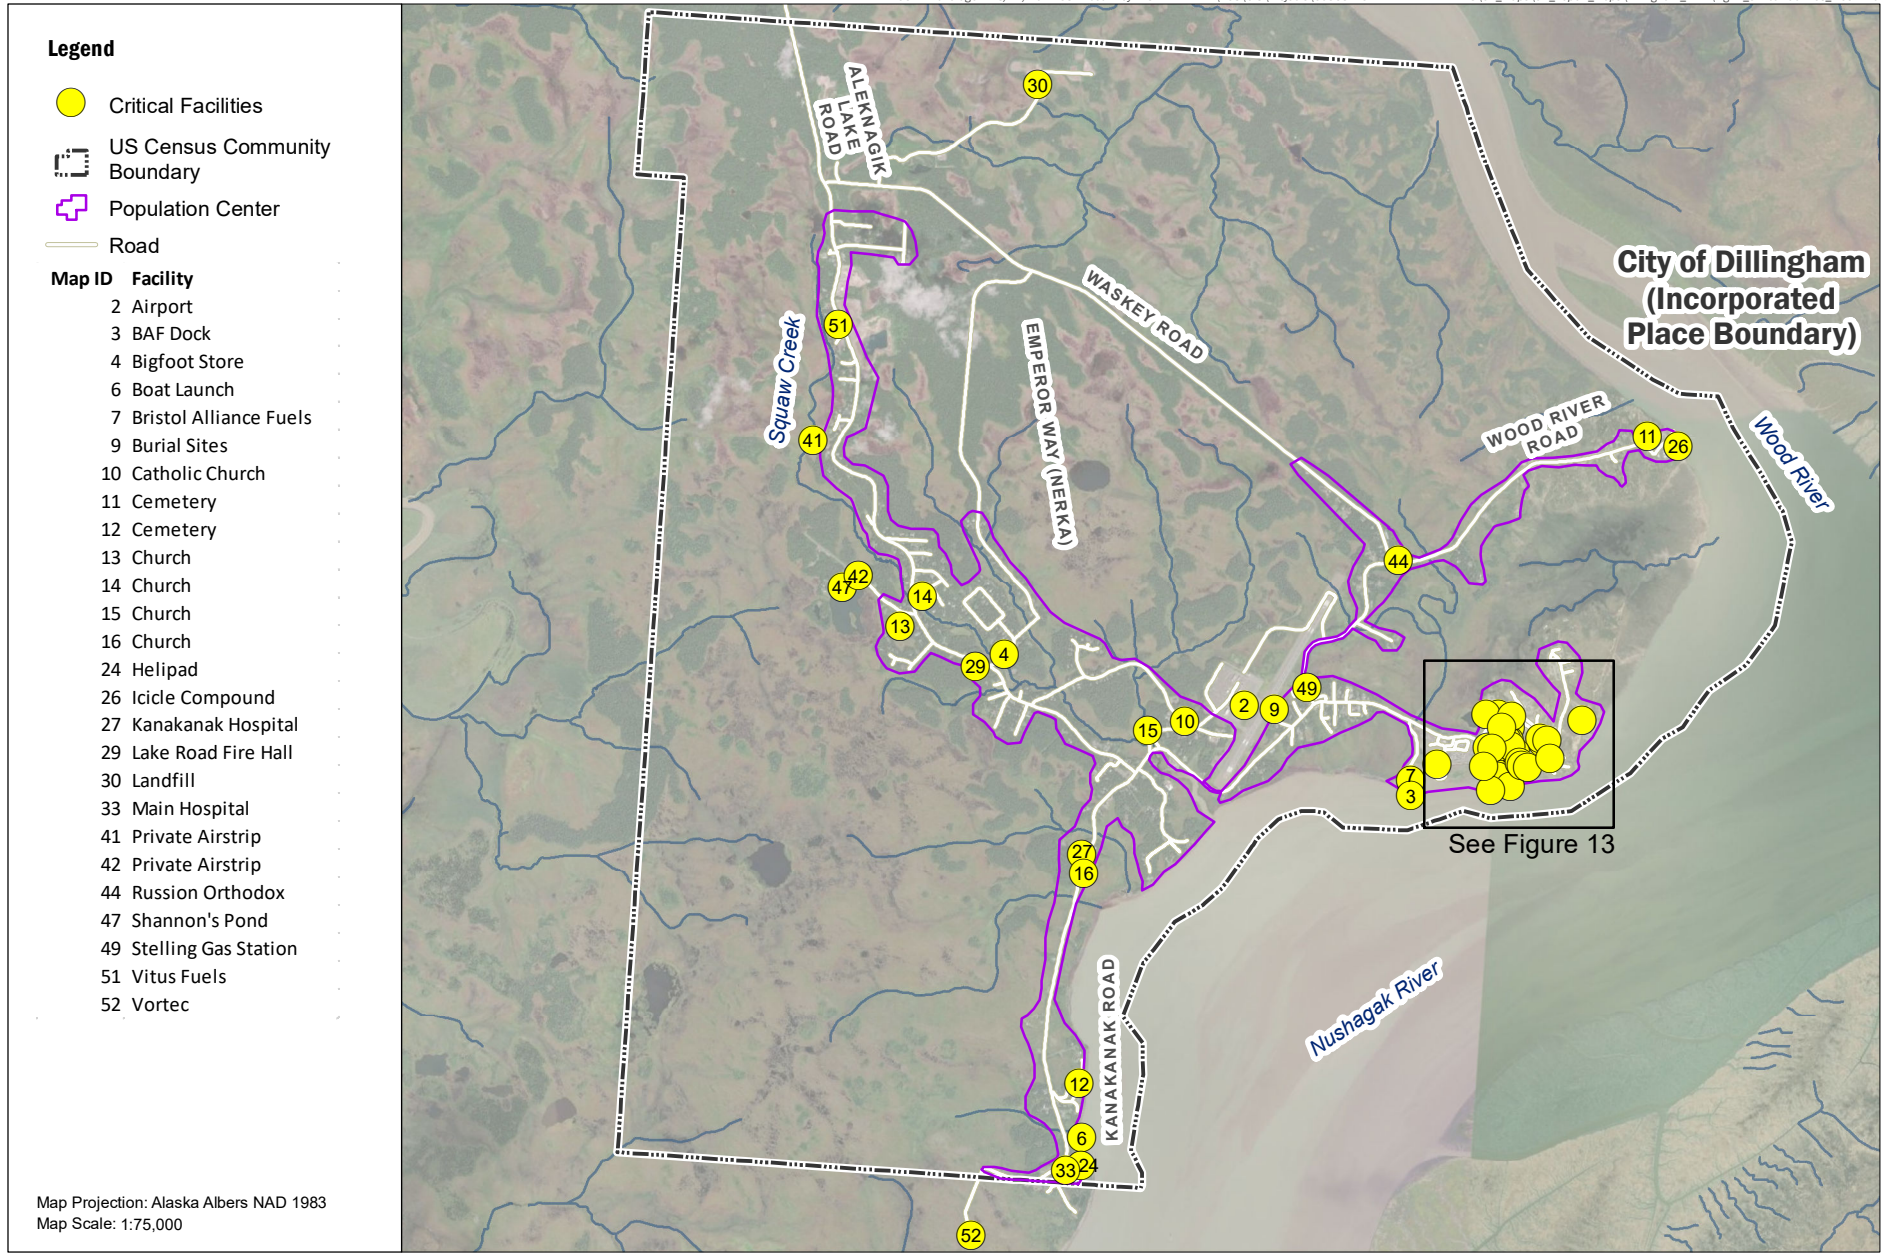 Legend
Critical Facilities
US Census Community
Boundary
Population Center
Road
Map ID Facility
2 Airport
3 BAF Dock
4 Bigfoot Store
6 Boat Launch
7 Bristol Alliance Fuels
9 Burial Sites
10 Catholic Church
11 Cemetery
12 Cemetery
13 Church
14 Church
15 Church
16 Church
24 Helipad
26 Icicle Compound
27 Kanakanak Hospital
29 Lake Road Fire Hall
30 Landfill
33 Main Hospital
41 Private Airstrip
42 Private Airstrip
44 Russion Orthodox
47 Shannon's Pond
49 Stelling Gas Station
51 Vitus Fuels
52 Vortec
Map Projection: Alaska Albers NAD 1983
Map Scale: 1:75,000
30
ALEKNAGIK
LAKE
ROAD
WASKEY ROAD
City of Dillingham
(Incorporated
Place Boundary)
51
Squaw Creek
EMPEROR WAY (NERKA)
41
WOOD RIVER
ROAD
11
26
Wood River
44
42
47
14
13
4
29
49
2
9
10
15
7
3
See Figure 13
27
16
KANAKANAK ROAD
Nushagak River
12
6
24
33
52